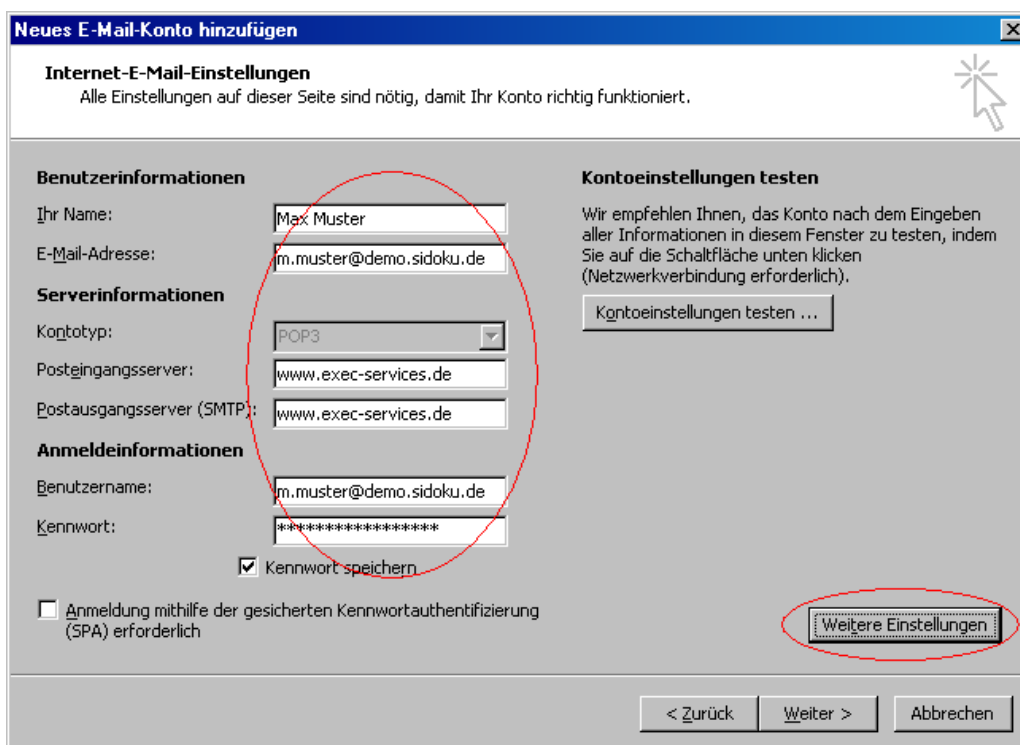 Neues E-Mail-Konto hinzufügen
Internet-E-Mail-Einstellungen
Alle Einstellungen auf dieser Seite sind nötig, damit Ihr Konto richtig funktioniert.
Benutzerinformationen
Ihr Name: Max Muster
E-Mail-Adresse: m.muster@demo.sidoku.de
Serverinformationen
Kontotyp: POP3
Posteingangsserver: www.exec-services.de
Postausgangsserver (SMTP): www.exec-services.de
Anmeldeinformationen
Benutzername: m.muster@demo.sidoku.de
Kennwort: *****************
Kennwort speichern
Anmeldung mithilfe der gesicherten Kennwortauthentifizierung
(SPA) erforderlich
Kontoeinstellungen testen
Wir empfehlen Ihnen, das Konto nach dem Eingeben
aller Informationen in diesem Fenster zu testen, indem
Sie auf die Schaltfläche unten klicken
(Netzwerkverbindung erforderlich).
Kontoeinstellungen testen ...
Weitere Einstellungen
< Zurück Weiter > Abbrechen